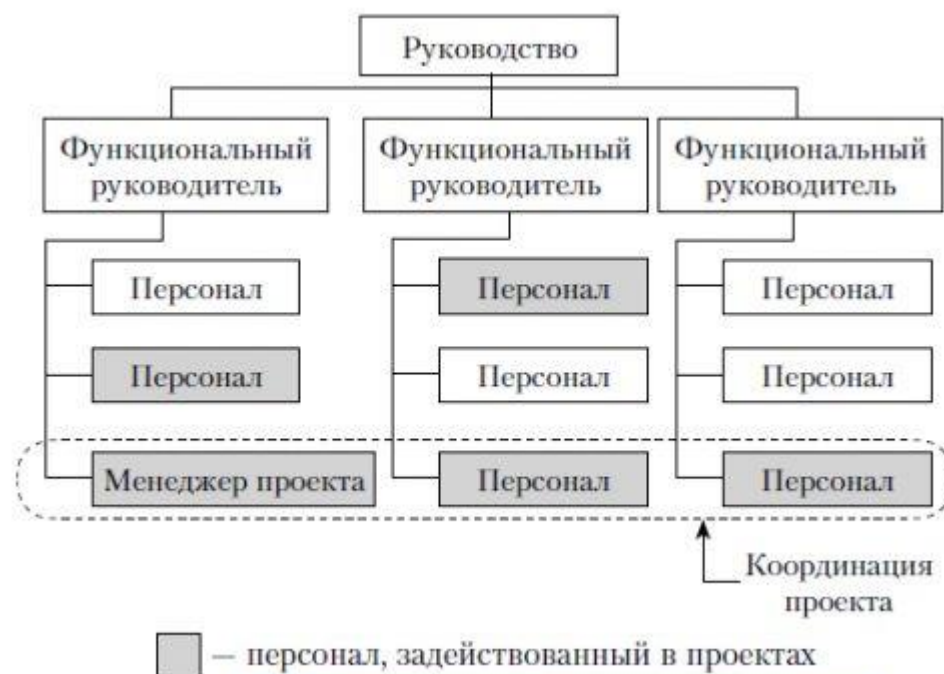 Руководство
Функциональный
руководитель
Функциональный
руководитель
Функциональный
руководитель
Персонал
Персонал
Персонал
Персонал
Персонал
Персонал
Менеджер проекта
Персонал
Персонал
Координация
проекта
— персонал, задействованный в проектах